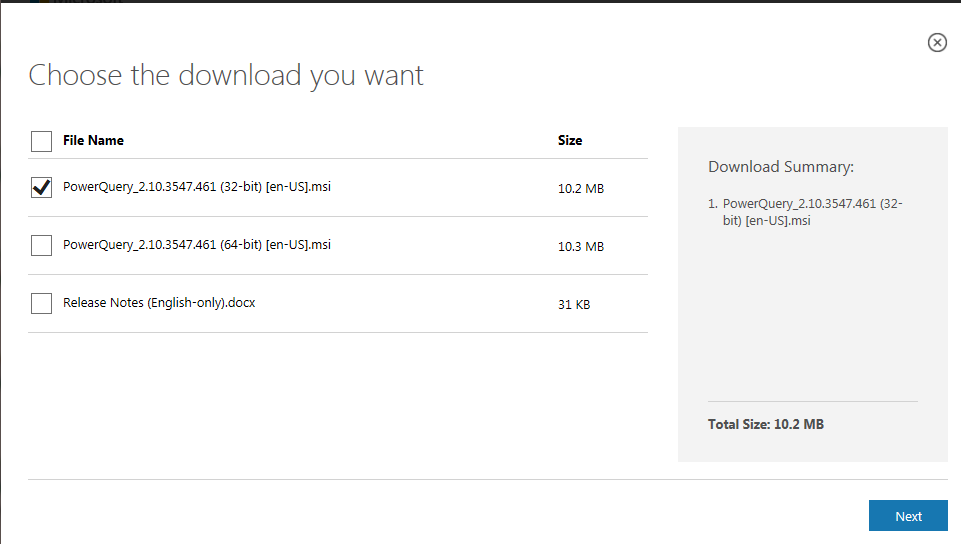 Choose the download you want
File Name Size
PowerQuery_2.10.3547.461 (32-bit) [en-US].msi 10.2 MB
PowerQuery_2.10.3547.461 (64-bit) [en-US].msi 10.3 MB
Release Notes (English-only).docx 31 KB
Download Summary:
1. PowerQuery_2.10.3547.461 (32-
bit) [en-US].msi
Total Size: 10.2 MB
Next